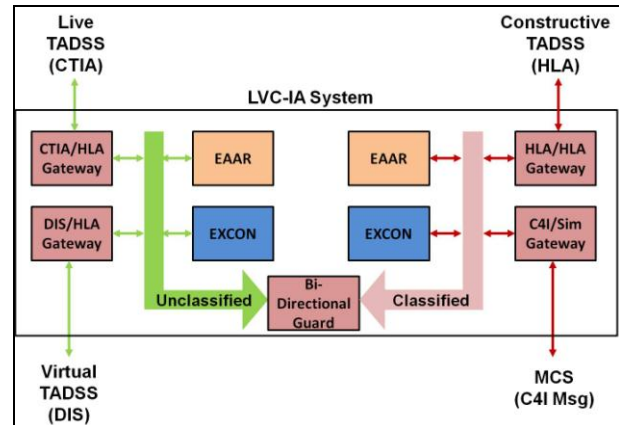 Live
TADSS
(CTIA)
Constructive
TADSS
(HLA)
LVC-IA System
CTIA/HLA
Gateway
EAAR
EAAR
HLA/HLA
Gateway
DIS/HLA
Gateway
EXCON
EXCON
C4I/Sim
Gateway
Unclassified
Bi-
Directional
Guard
Classified
Virtual
TADSS
(DIS)
MCS
(C4I Msg)